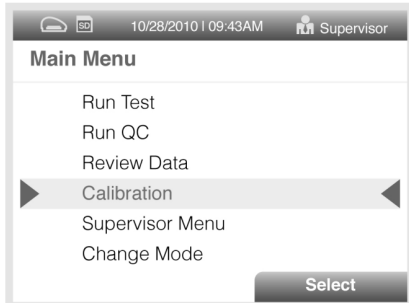 SD 10/28/2010 | 09:43AM Supervisor
Main Menu
Run Test
Run QC
Review Data
Calibration
Supervisor Menu
Change Mode
Select